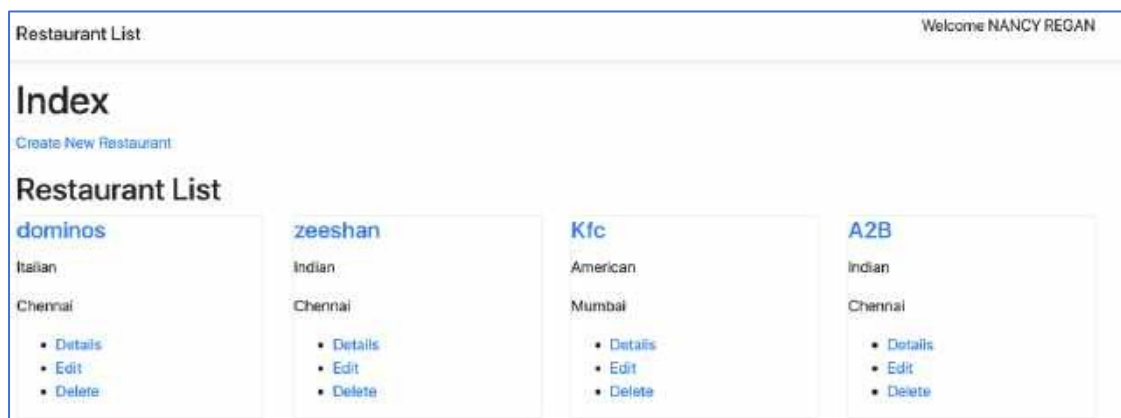 Restaurant List
Welcome NANCY REGAN
Index
Create New Restaurant
Restaurant List
dominos
Italian
Chennai
Details
Edit
Delete
zeeshan
Indian
Chennai
Details
Edit
Delete
Kfc
American
Mumbai
Details
Edit
Delete
A2B
Indian
Chennai
Details
Edit
Delete